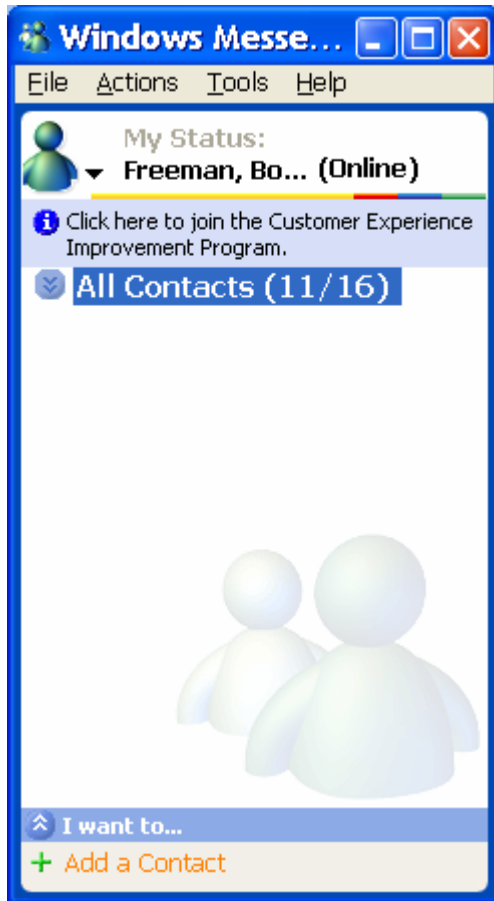 Windows Messe...
File Actions Tools Help
My Status:
Freeman, Bo... (Online)
Click here to join the Customer Experience
Improvement Program.
All Contacts (11/16)
I want to...
+ Add a Contact